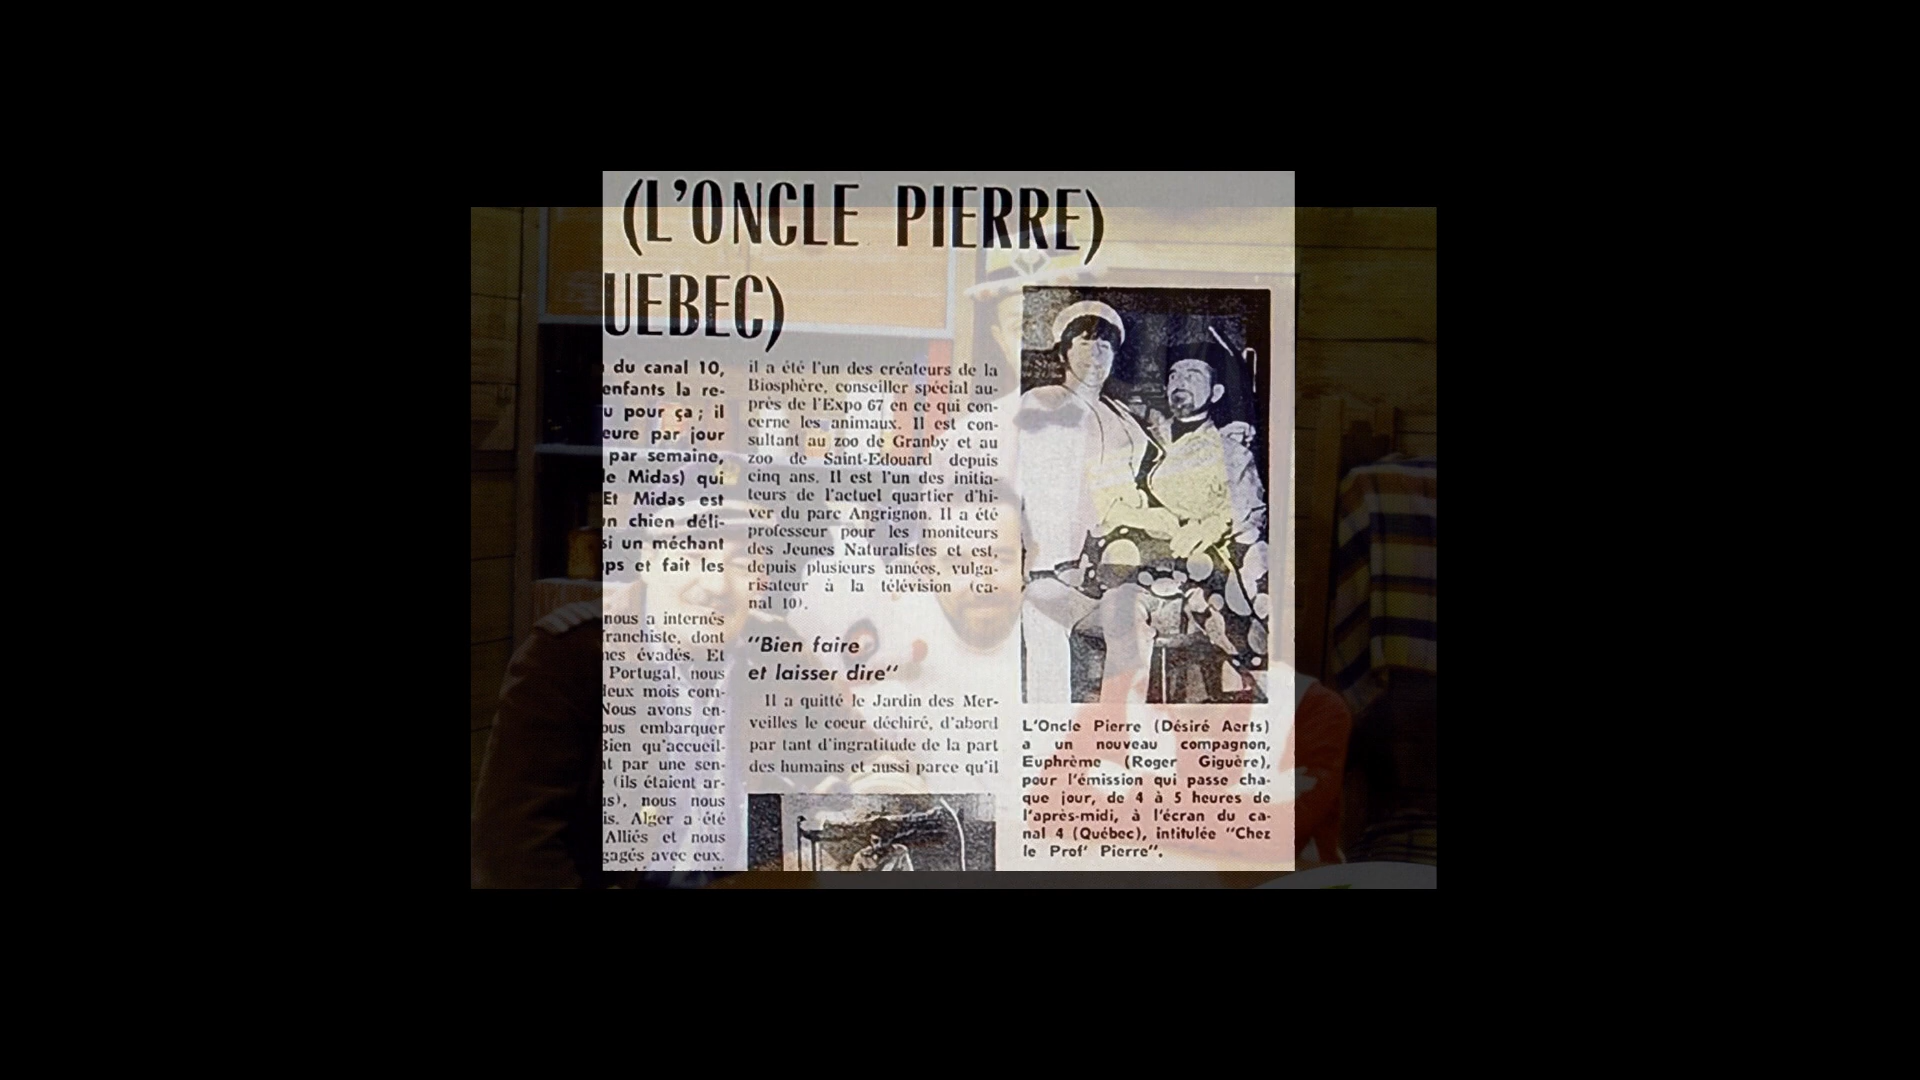 (L'ONCLE PIERRE)
UEBEC)
du canal 10,
enfants la re-
u pour ça ; il
eure par jour
par semaine,
Midas) qui
Et Midas est
un chien déli-
si un méchant
ps et fait les
nous a internés
franchiste, dont
évadés. Et
Portugal, nous
deux mois com-
Nous avons en-
embarquer
Bien qu'accueil-
par une sen-
(ils étaient ar-
nous nous
Alger a été
Alliés et nous
gagés avec eux.
il a été l'un des créateurs de la
Biosphère, conseiller spécial au-
près de l'Expo 67 en ce qui con-
cerne les animaux. Il est con-
sultant au zoo de Granby et au
zoo de Saint-Edouard depuis
cinq ans. Il est l'un des initia-
teurs de l'actuel quartier d'hi-
ver du parc Angrignon. Il a été
professeur pour les moniteurs
des Jeunes Naturalistes et est,
depuis plusieurs années, vulga-
risateur à la télévision (ca-
nal 10).
"Bien faire
et laisser dire"
Il a quitté le Jardin des Mer-
veilles le coeur déchiré, d'abord
par tant d'ingratitude de la part
des humains et aussi parce qu'il
L'Oncle Pierre (Désiré Aerts)
a un nouveau compagnon,
Euphrème (Roger Giguère),
pour l'émission qui passe cha-
que jour, de 4 à 5 heures de
l'après-midi, à l'écran du ca-
nal 4 (Québec), intitulée "Chez
le Prof' Pierre".